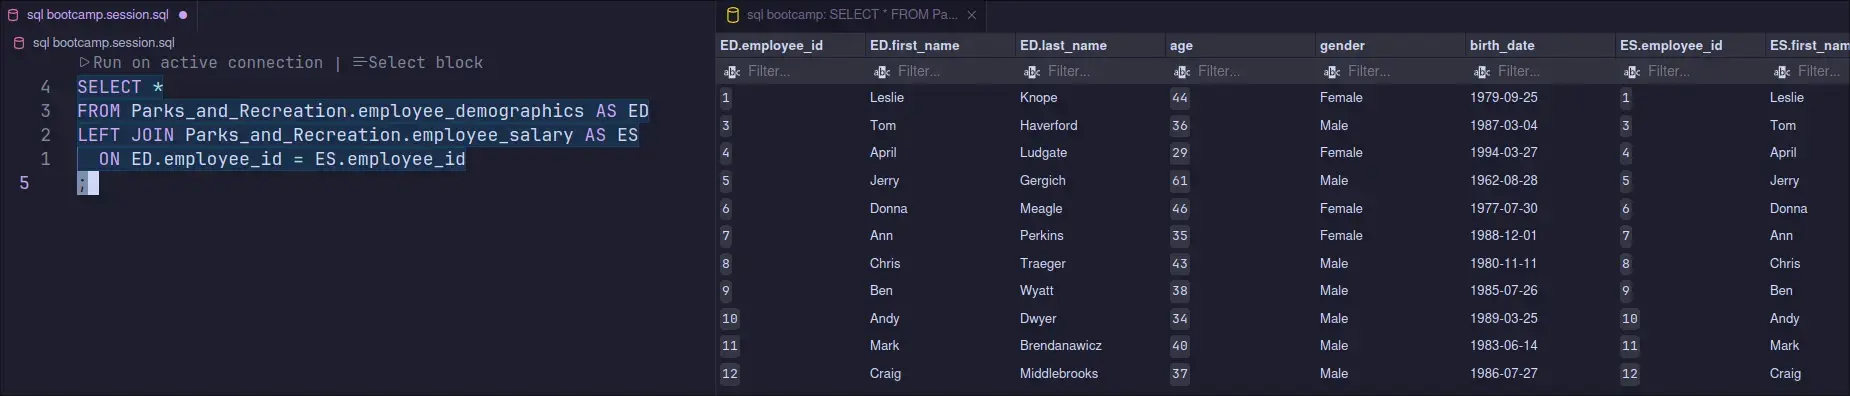 sql bootcamp.session.sql
sql bootcamp.session.sql
Run on active connection | Select block
4 SELECT *
3 FROM Parks_and_Recreation.employee_demographics AS ED
2 LEFT JOIN Parks_and_Recreation.employee_salary AS ES
1 ON ED.employee_id = ES.employee_id
5 ;
sql bootcamp: SELECT * FROM Pa...
ED.employee_id ED.first_name ED.last_name age gender birth_date ES.employee_id ES.first_nam
Filter... Filter... Filter... Filter... Filter... Filter... Filter... Filter...
1 Leslie Knope 44 Female 1979-09-25 1 Leslie
3 Tom Haverford 36 Male 1987-03-04 3 Tom
4 April Ludgate 29 Female 1994-03-27 4 April
5 Jerry Gergich 61 Male 1962-08-28 5 Jerry
6 Donna Meagle 46 Female 1977-07-30 6 Donna
7 Ann Perkins 35 Female 1988-12-01 7 Ann
8 Chris Traeger 43 Male 1980-11-11 8 Chris
9 Ben Wyatt 38 Male 1985-07-26 9 Ben
10 Andy Dwyer 34 Male 1989-03-25 10 Andy
11 Mark Brendanawicz 40 Male 1983-06-14 11 Mark
12 Craig Middlebrooks 37 Male 1986-07-27 12 Craig